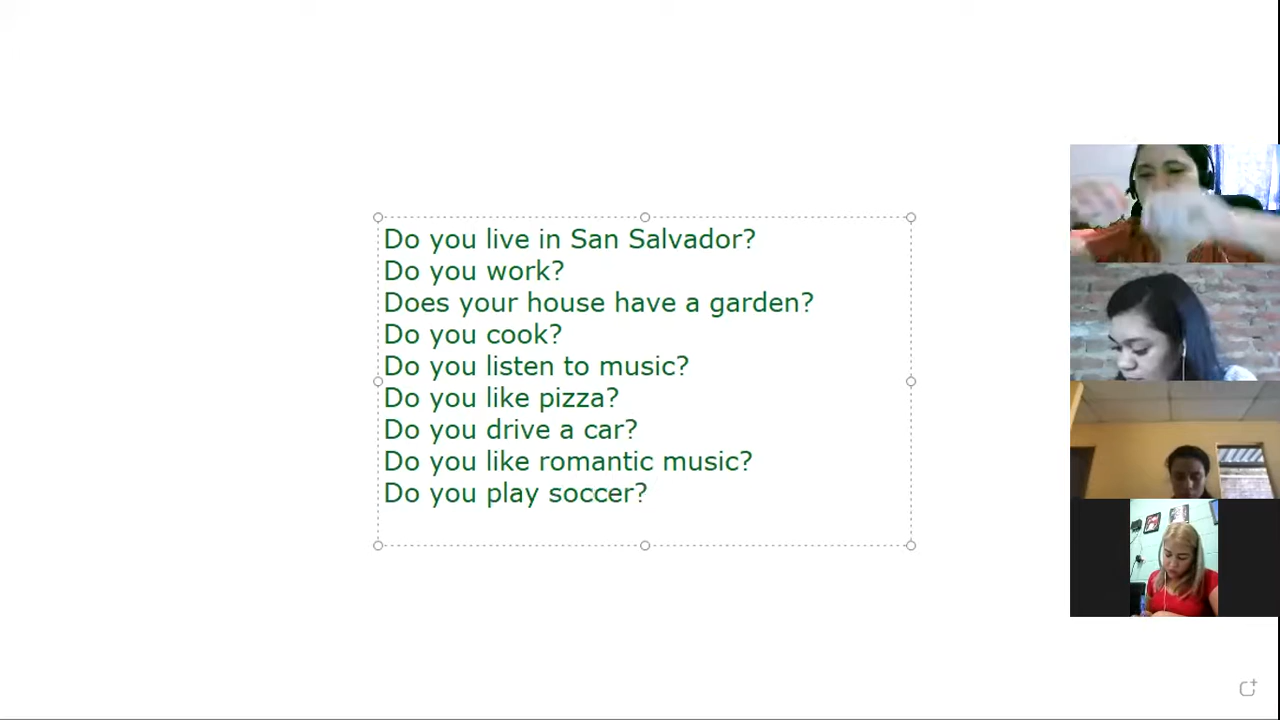 Do you live in San Salvador?
Do you work?
Does your house have a garden?
Do you cook?
Do you listen to music?
Do you like pizza?
Do you drive a car?
Do you like romantic music?
Do you play soccer?